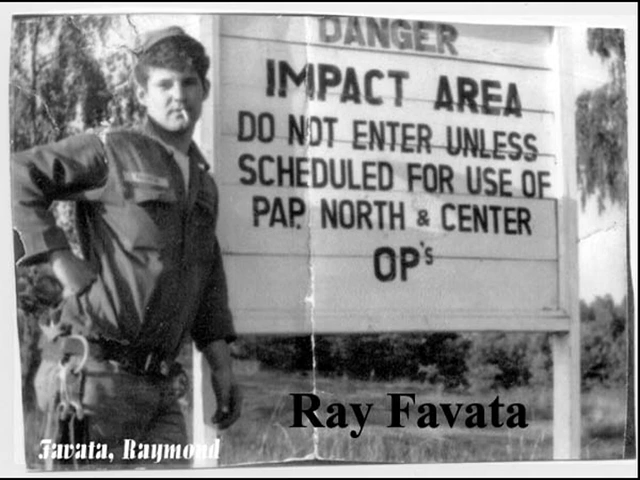 DANGER
IMPACT AREA
DO NOT ENTER UNLESS
SCHEDULED FOR USE OF
PAP. NORTH & CENTER
OP's
Ray Favata
Favata, Raymond